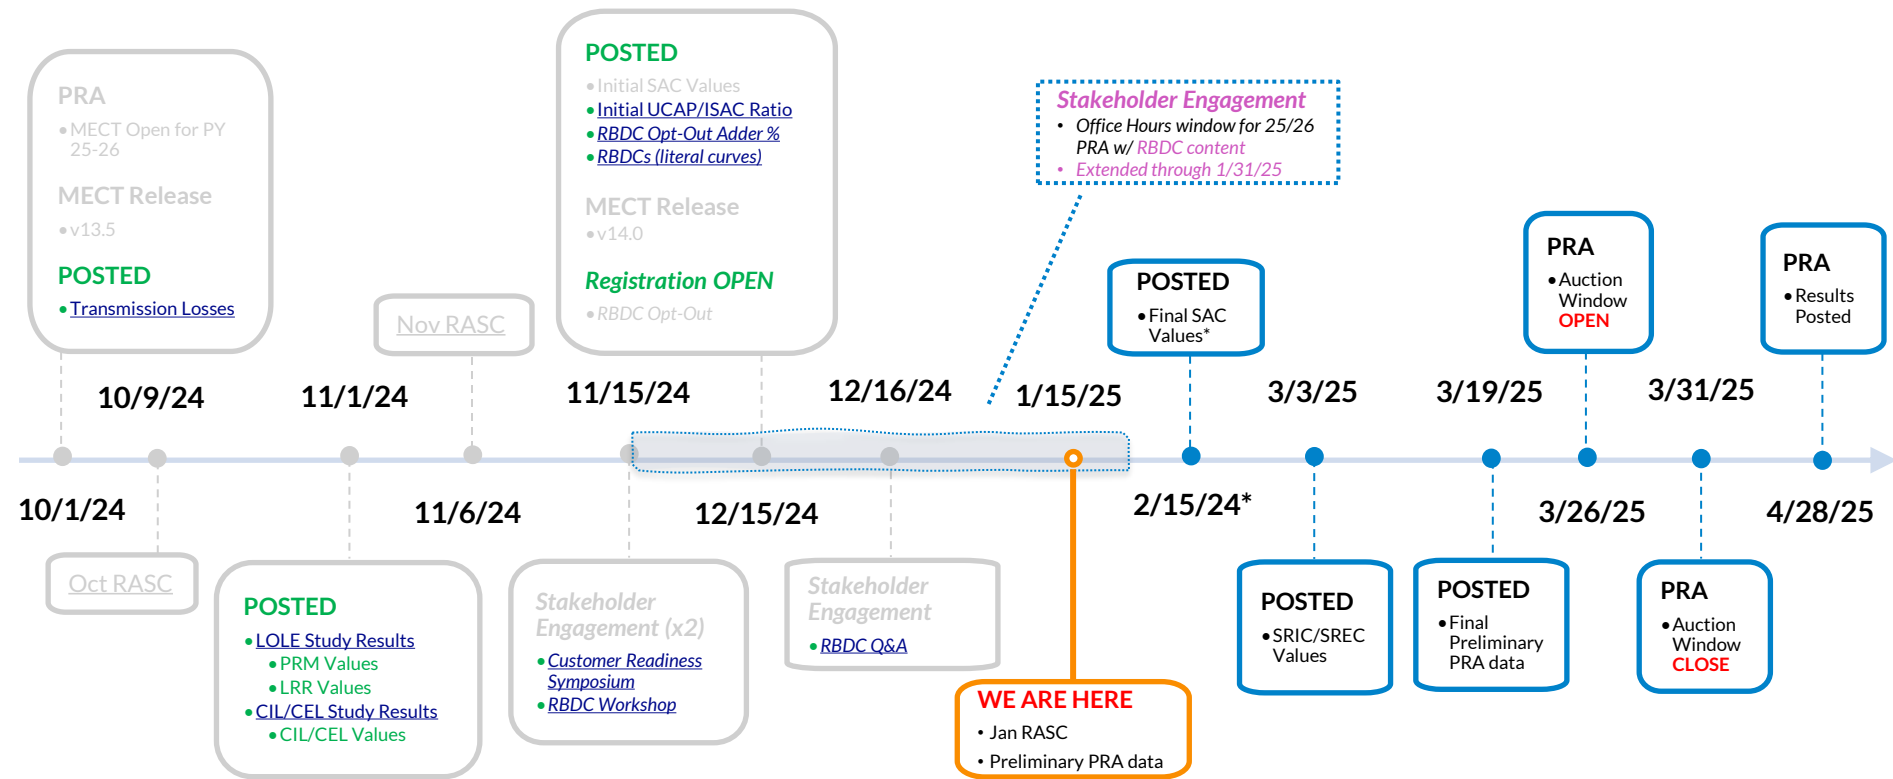 PRA
•MECT Open for PY
25-26
MECT Release
•v13.5
POSTED
•Transmission Losses
Nov RASC
POSTED
•Initial SAC Values
•Initial UCAP/ISAC Ratio
•RBDC Opt-Out Adder %
•RBDCs (literal curves)
MECT Release
•v14.0
Registration OPEN
•RBDC Opt-Out
Stakeholder Engagement
• Office Hours window for 25/26
PRA w/ RBDC content
• Extended through 1/31/25
POSTED
•Final SAC
Values*
PRA
•Auction
Window
OPEN
PRA
•Results
Posted
10/9/24
11/1/24
11/15/24
12/16/24
1/15/25
3/3/25
3/19/25
3/31/25
10/1/24
11/6/24
12/15/24
2/15/24*
3/26/25
4/28/25
Oct RASC
POSTED
•LOLE Study Results
•PRM Values
•LRR Values
•CIL/CEL Study Results
•CIL/CEL Values
Stakeholder
Engagement (x2)
•Customer Readiness
Symposium
•RBDC Workshop
Stakeholder
Engagement
•RBDC Q&A
WE ARE HERE
• Jan RASC
• Preliminary PRA data
POSTED
•SRIC/SREC
Values
POSTED
•Final
Preliminary
PRA data
PRA
•Auction
Window
CLOSE